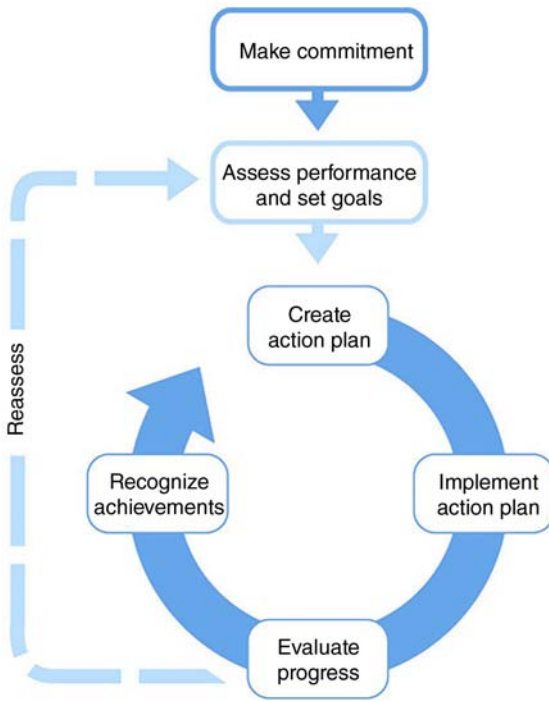 Make commitment
Assess performance
and set goals
Create
action plan
Reassess
Recognize
achievements
Implement
action plan
Evaluate
progress